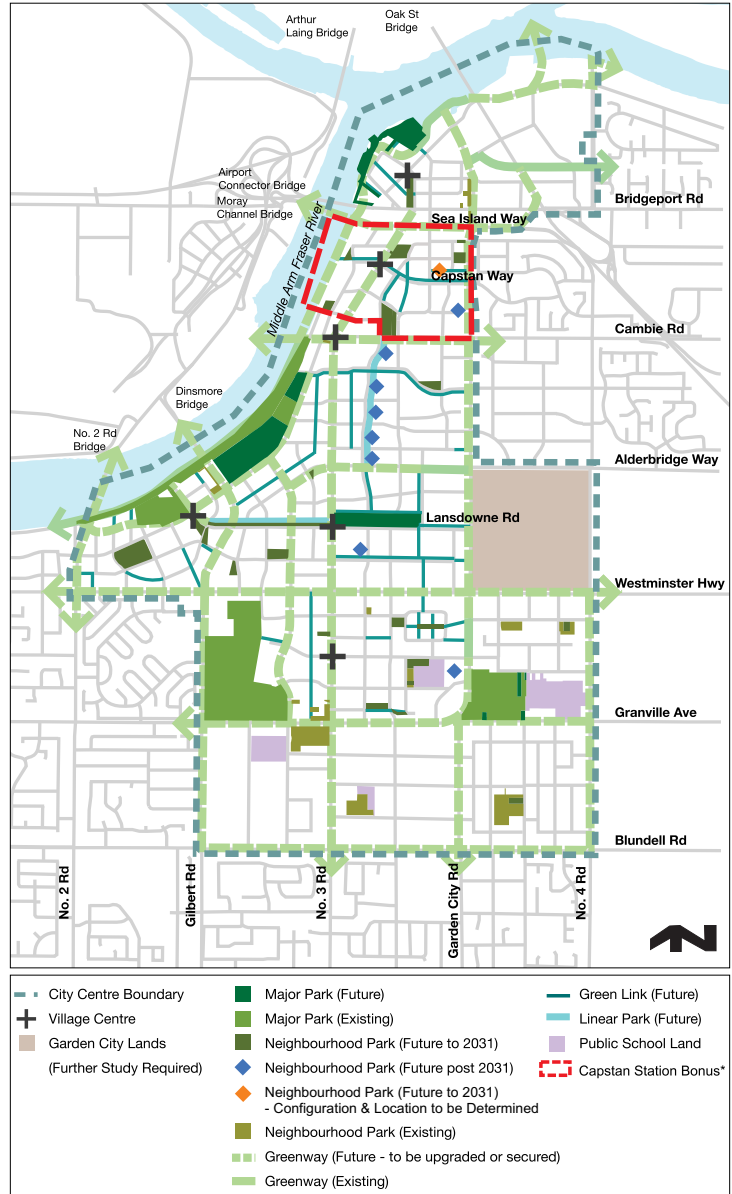 Arthur
Laing Bridge
Oak St
Bridge
Airport
Connector Bridge
Moray
Channel Bridge
Bridgeport Rd
Sea Island Way
Middle Arm Fraser River
Capstan Way
Cambie Rd
Dinsmore
Bridge
No. 2 Rd
Bridge
Alderbridge Way
Lansdowne Rd
Westminster Hwy
Granville Ave
Blundell Rd
No. 2 Rd
Gilbert Rd
No. 3 Rd
Garden City Rd
No. 4 Rd
N
City Centre Boundary
Village Centre
Garden City Lands
(Further Study Required)
Major Park (Future)
Major Park (Existing)
Neighbourhood Park (Future to 2031)
Neighbourhood Park (Future post 2031)
Neighbourhood Park (Future to 2031)
- Configuration & Location to be Determined
Neighbourhood Park (Existing)
Greenway (Future - to be upgraded or secured)
Greenway (Existing)
Green Link (Future)
Linear Park (Future)
Public School Land
Capstan Station Bonus*